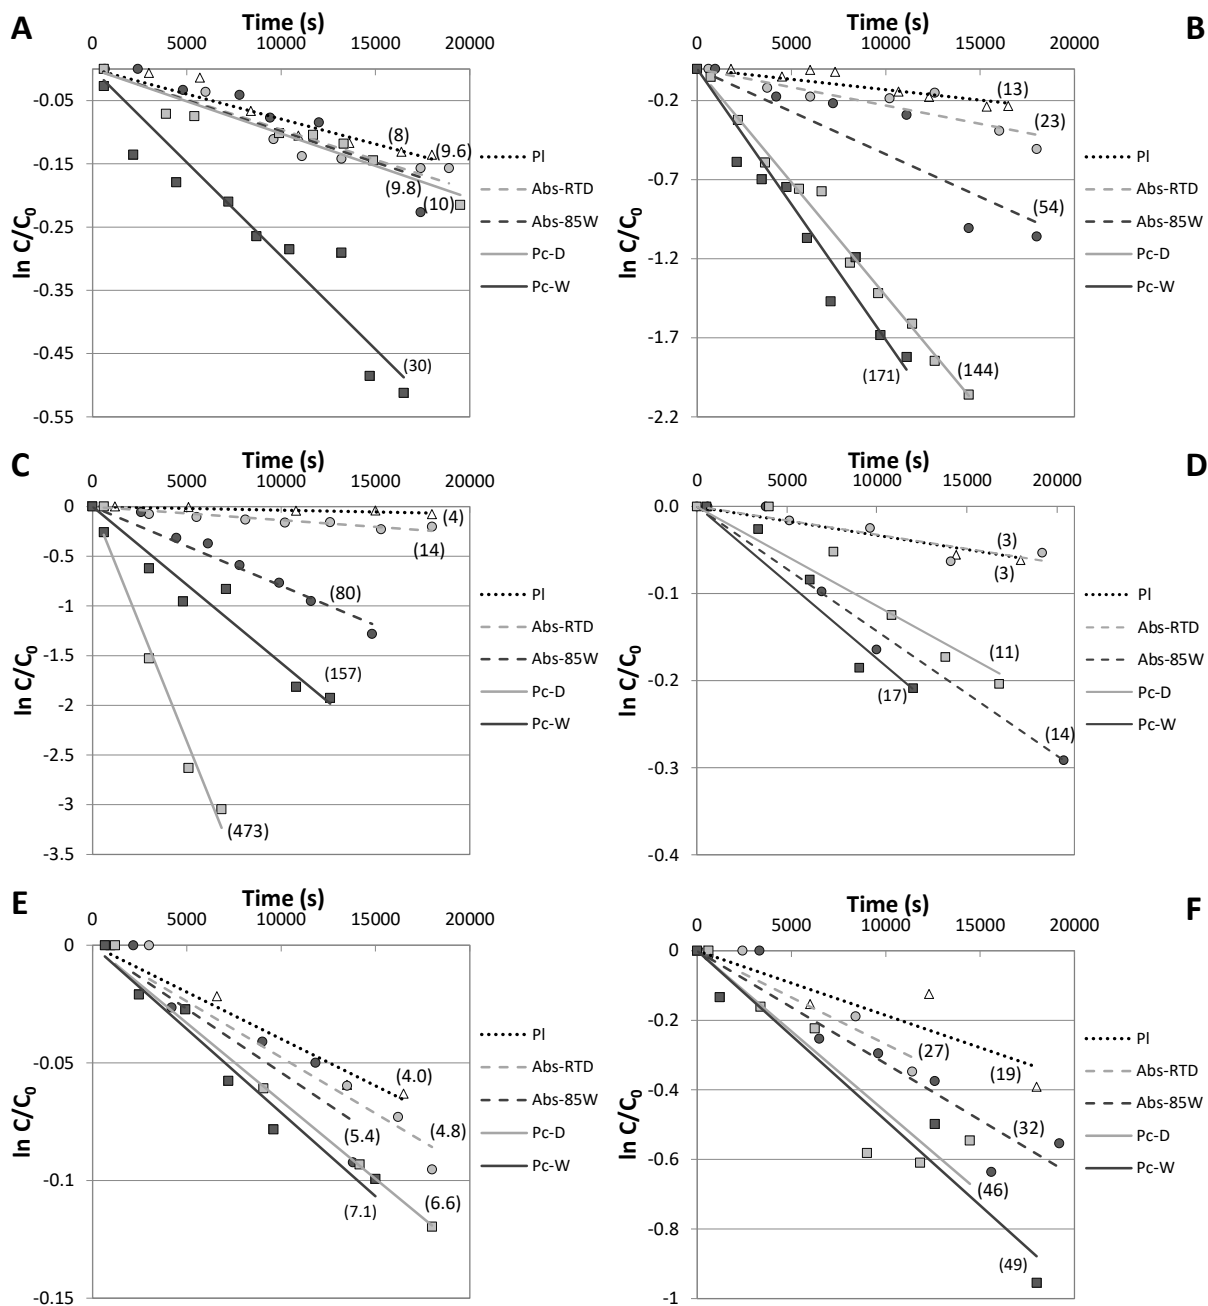 A
Time (s)
0 5000 10000 15000 20000
-0.05
-0.15
-0.25
-0.35
-0.45
-0.55
ln C/C0
(8)
(9.6)
(9.8)
(10)
(30)
Pl
Abs-RTD
Abs-85W
Pc-D
Pc-W
B
Time (s)
0 5000 10000 15000 20000
-0.2
-0.7
-1.2
-1.7
-2.2
ln C/C0
(13)
(23)
(54)
(144)
(171)
Pl
Abs-RTD
Abs-85W
Pc-D
Pc-W
C
Time (s)
0 5000 10000 15000 20000
0
-0.5
-1
-1.5
-2
-2.5
-3
-3.5
ln C/C0
(4)
(14)
(80)
(157)
(473)
Pl
Abs-RTD
Abs-85W
Pc-D
Pc-W
D
Time (s)
0 5000 10000 15000 20000
0.0
-0.1
-0.2
-0.3
-0.4
ln C/C0
(3)
(3)
(11)
(17)
(14)
Pl
Abs-RTD
Abs-85W
Pc-D
Pc-W
E
Time (s)
0 5000 10000 15000 20000
0
-0.05
-0.1
-0.15
ln C/C0
(4.0)
(4.8)
(5.4)
(6.6)
(7.1)
Pl
Abs-RTD
Abs-85W
Pc-D
Pc-W
F
Time (s)
0 5000 10000 15000 20000
0
-0.2
-0.4
-0.6
-0.8
-1
ln C/C0
(27)
(19)
(32)
(46)
(49)
Pl
Abs-RTD
Abs-85W
Pc-D
Pc-W